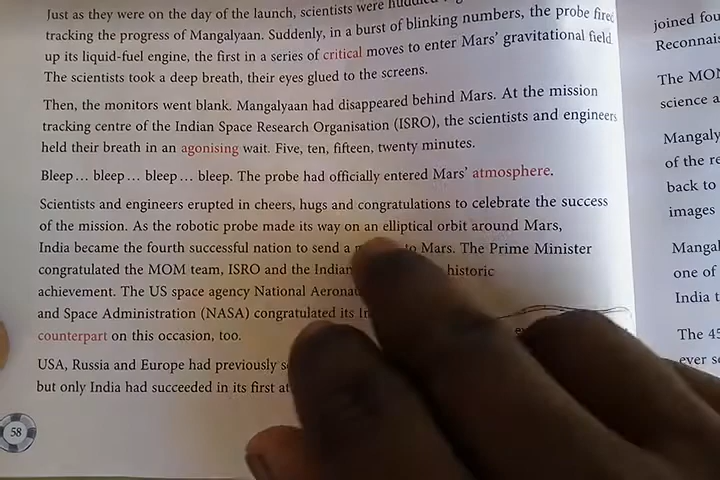 Just as they were on the day of the launch, scientists were
tracking the progress of Mangalyaan. Suddenly, in a burst of blinking numbers, the probe fired
up its liquid-fuel engine, the first in a series of critical moves to enter Mars' gravitational field
The scientists took a deep breath, their eyes glued to the screens.
Then, the monitors went blank. Mangalyaan had disappeared behind Mars. At the mission
tracking centre of the Indian Space Research Organisation (ISRO), the scientists and engineers
held their breath in an agonising wait. Five, ten, fifteen, twenty minutes.
Bleep... bleep... bleep... bleep. The probe had officially entered Mars' atmosphere.
Scientists and engineers erupted in cheers, hugs and congratulations to celebrate the success
of the mission. As the robotic probe made its way on an elliptical orbit around Mars,
India became the fourth successful nation to send a to Mars. The Prime Minister
congratulated the MOM team, ISRO and the Indian historic
achievement. The US space agency National
and Space Administration (NASA) congratulated its
counterpart on this occasion, too.
USA, Russia and Europe had previously
but only India had succeeded in its first
58
joined fou
Reconnais
The MOM
science a
Mangaly
of the re
back to
images
Mangal
one of
India t
The 45
ever se